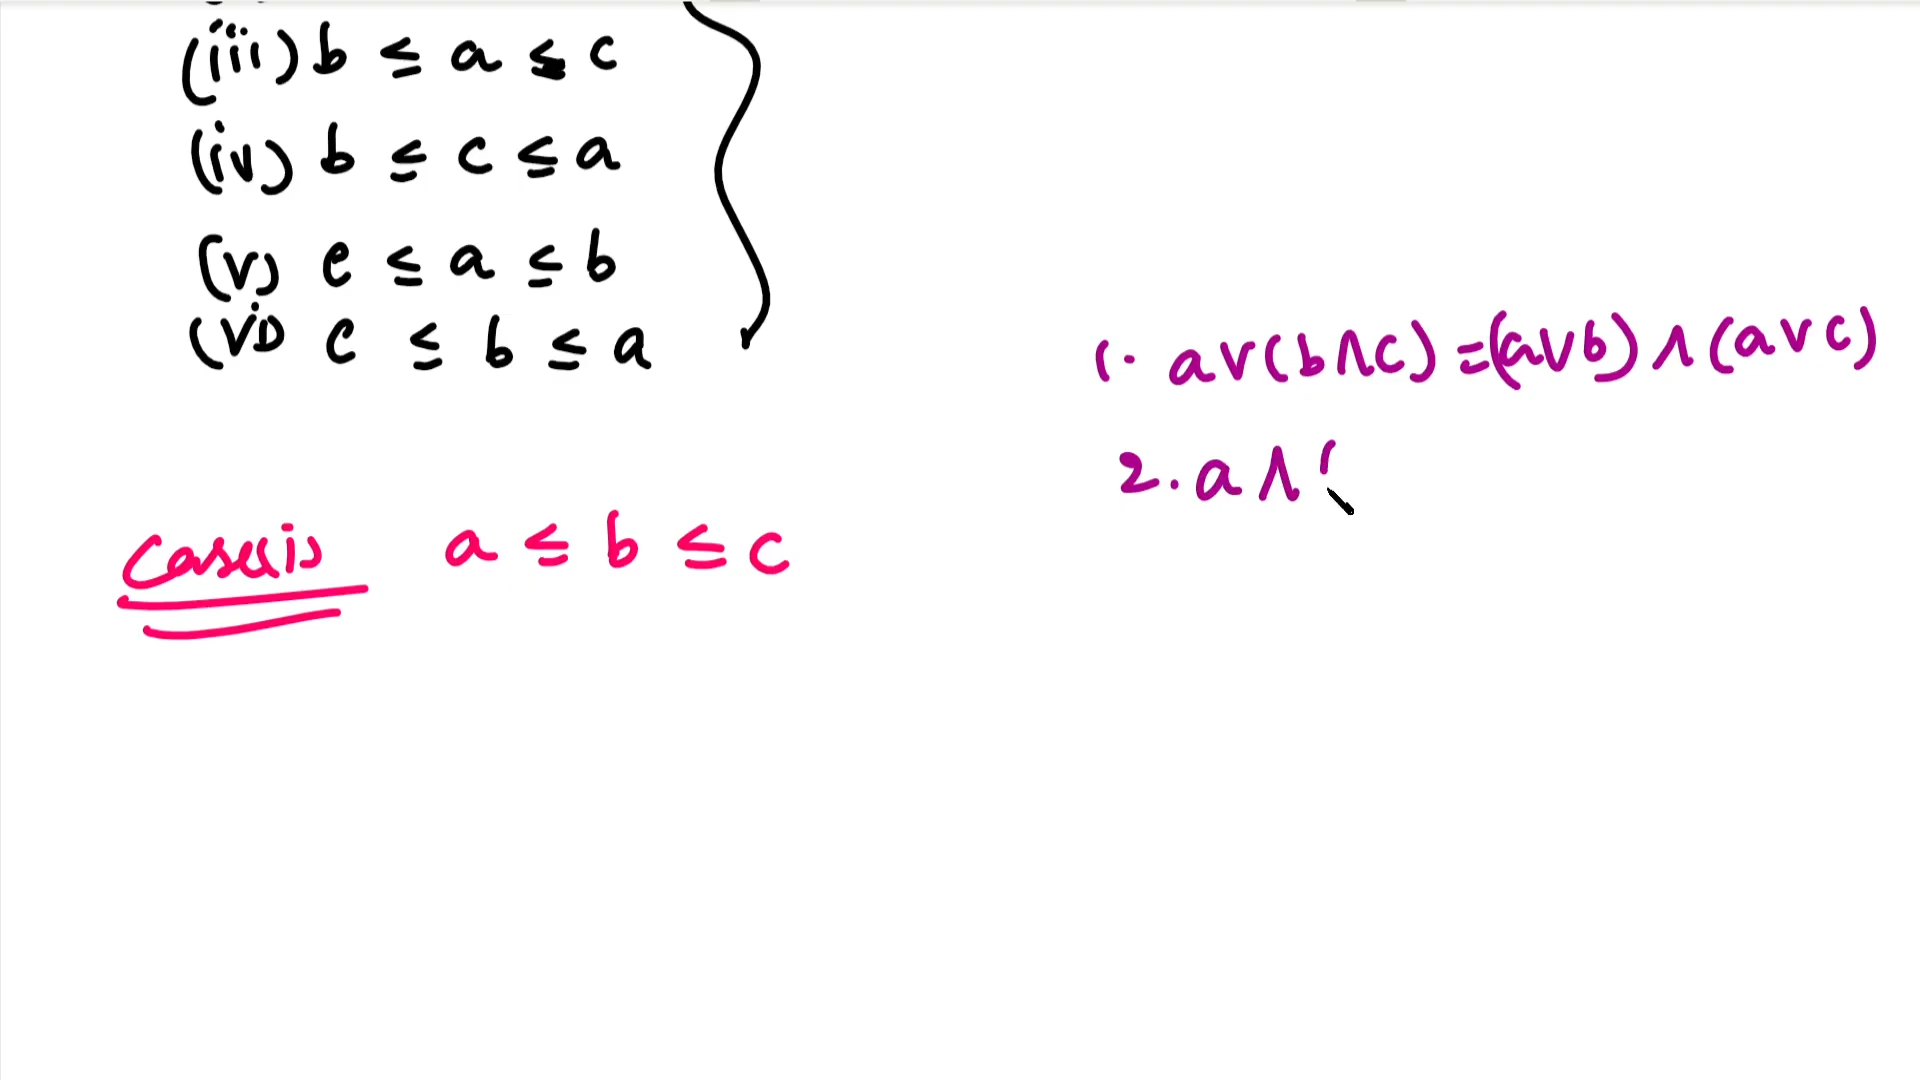 (iii) b ≤ a ≤ c
(iv) b ≤ c ≤ a
(v) c ≤ a ≤ b
(vi) c ≤ b ≤ a
1. a∨(b∧c) = (a∨b)∧(a∨c)
2. a∧(
Case(i) a ≤ b ≤ c